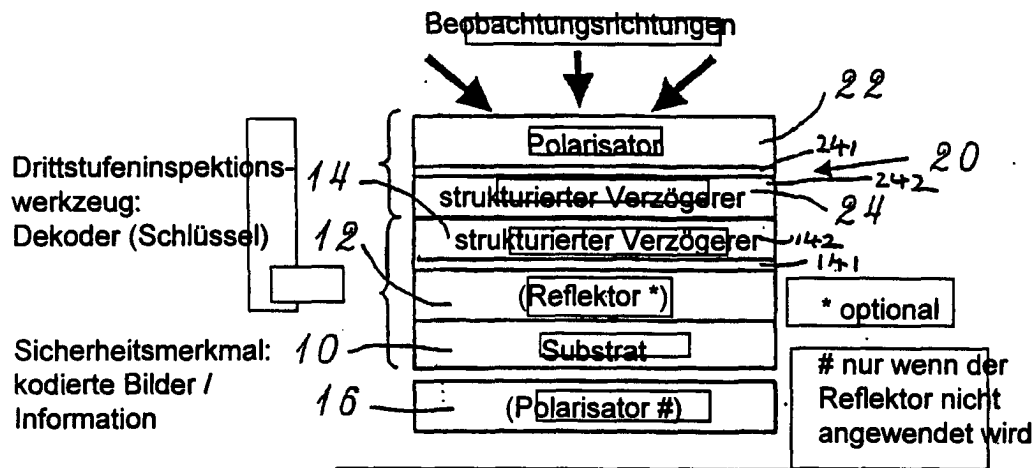 Beobachtungsrichtungen
22
Polarisator
241
20
242
Drittstufeninspektions-
werkzeug:
Dekoder (Schlüssel)
14
strukturierter Verzögerer
24
12
strukturierter Verzögerer
142
141
(Reflektor *)
* optional
Sicherheitsmerkmal:
kodierte Bilder /
Information
10
Substrat
16
(Polarisator #)
# nur wenn der
Reflektor nicht
angewendet wird